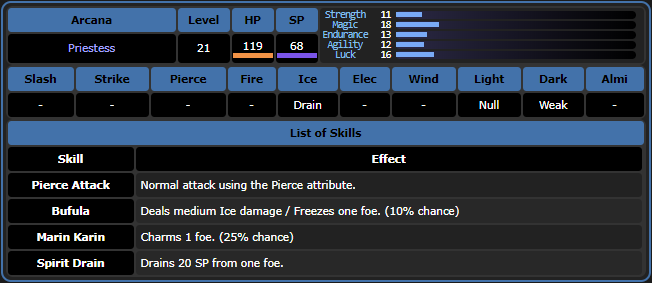 Arcana Level HP SP
Priestess 21 119 68
Strength 11
Magic 18
Endurance 13
Agility 12
Luck 16
Slash Strike Pierce Fire Ice Elec Wind Light Dark Almi
- - - - Drain - - Null Weak -
List of Skills
Skill Effect
Pierce Attack Normal attack using the Pierce attribute.
Bufula Deals medium Ice damage / Freezes one foe. (10% chance)
Marin Karin Charms 1 foe. (25% chance)
Spirit Drain Drains 20 SP from one foe.